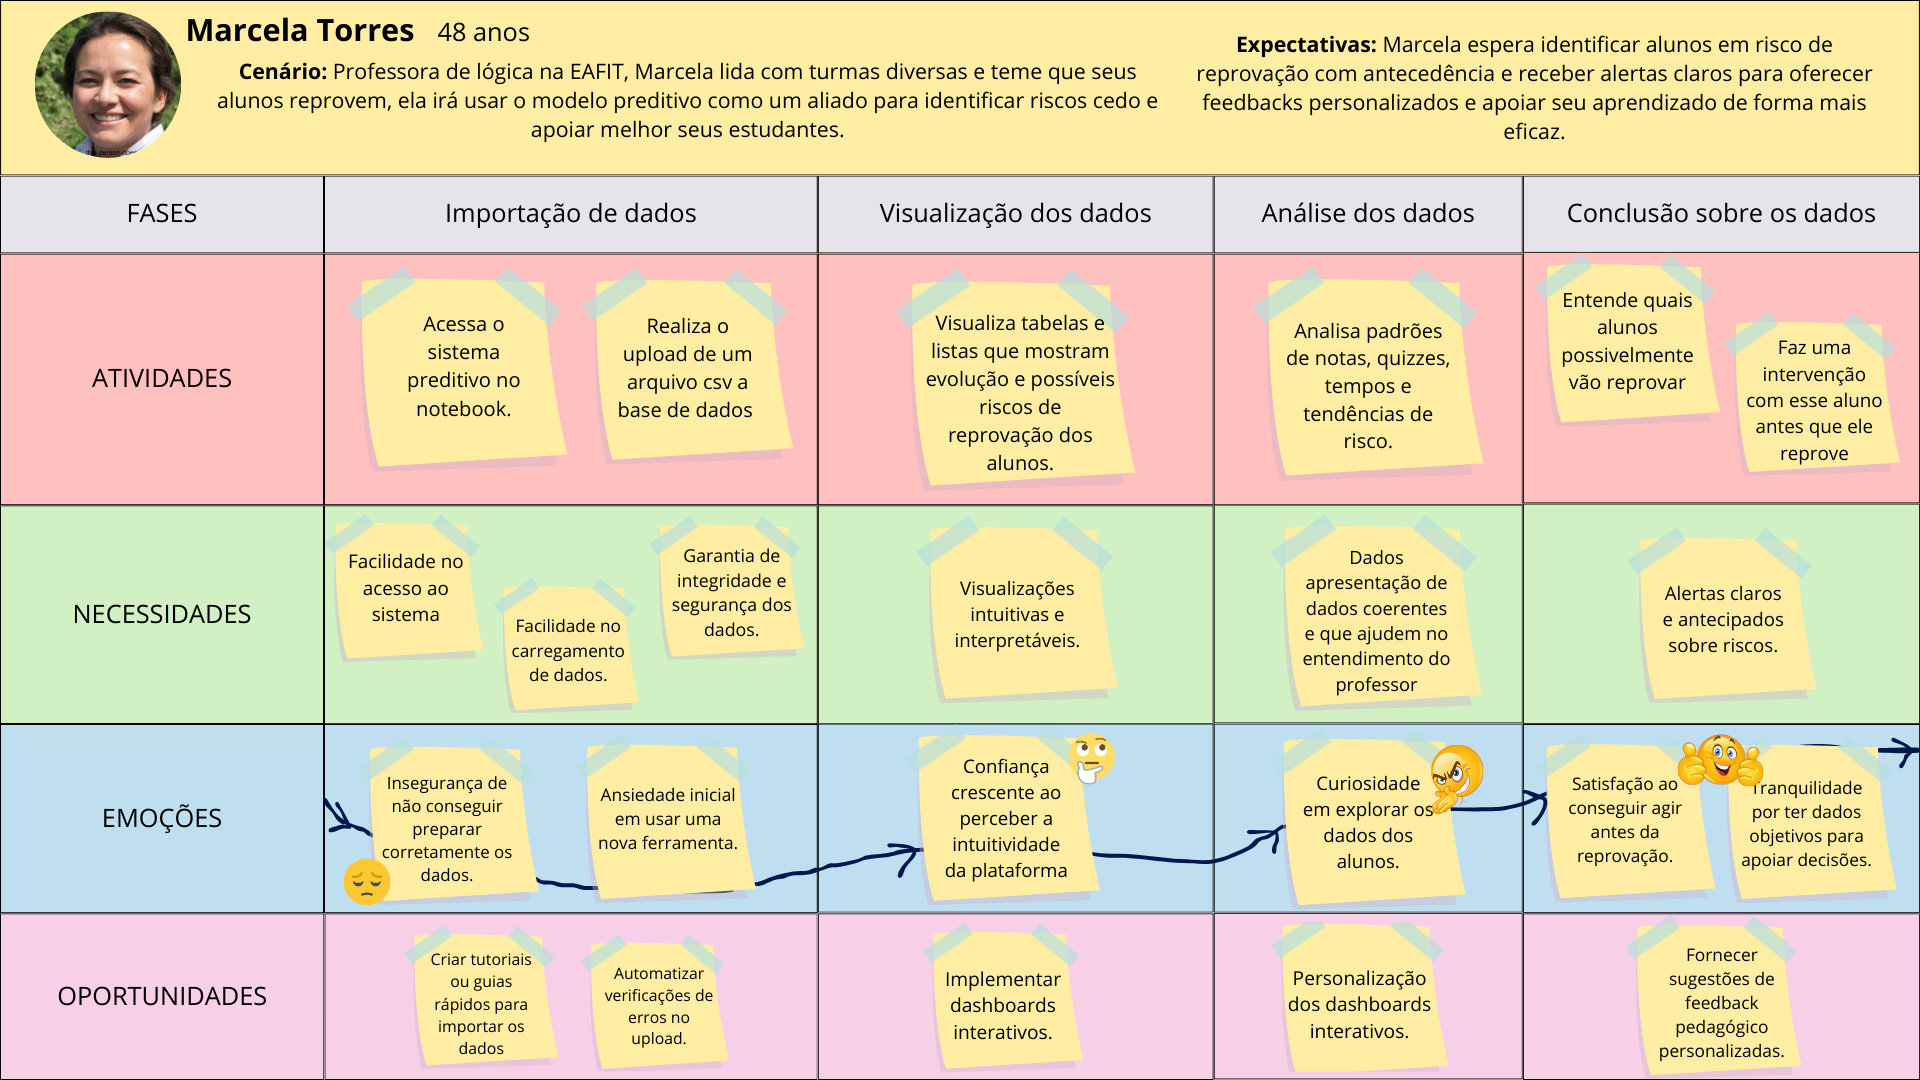 Marcela Torres 48 anos
Cenário: Professora de lógica na EAFIT, Marcela lida com turmas diversas e teme que seus
alunos reprovem, ela irá usar o modelo preditivo como um aliado para identificar riscos cedo e
apoiar melhor seus estudantes.
Expectativas: Marcela espera identificar alunos em risco de
reprovação com antecedência e receber alertas claros para oferecer
feedbacks personalizados e apoiar seu aprendizado de forma mais
eficaz.
FASES
Importação de dados
Visualização dos dados
Análise dos dados
Conclusão sobre os dados
ATIVIDADES
Acessa o
sistema
preditivo no
notebook.
Realiza o
upload de um
arquivo csv a
base de dados
Visualiza tabelas e
listas que mostram
evolução e possíveis
riscos de
reprovação dos
alunos.
Analisa padrões
de notas, quizzes,
tempos e
tendências de
risco.
Entende quais
alunos
possivelmente
vão reprovar
Faz uma
intervenção
com esse aluno
antes que ele
reprove
NECESSIDADES
Facilidade no
acesso ao
sistema
Facilidade no
carregamento
de dados.
Garantia de
integridade e
segurança dos
dados.
Visualizações
intuitivas e
interpretáveis.
Dados
apresentação de
dados coerentes
e que ajudem no
entendimento do
professor
Alertas claros
e antecipados
sobre riscos.
EMOÇÕES
Insegurança de
não conseguir
preparar
corretamente os
dados.
Ansiedade inicial
em usar uma
nova ferramenta.
Confiança
crescente ao
perceber a
intuitividade
da plataforma
Curiosidade
em explorar os
dados dos
alunos.
Satisfação ao
conseguir agir
antes da
reprovação.
Tranquilidade
por ter dados
objetivos para
apoiar decisões.
OPORTUNIDADES
Criar tutoriais
ou guias
rápidos para
importar os
dados
Automatizar
verificações de
erros no
upload.
Implementar
dashboards
interativos.
Personalização
dos dashboards
interativos.
Fornecer
sugestões de
feedback
pedagógico
personalizadas.